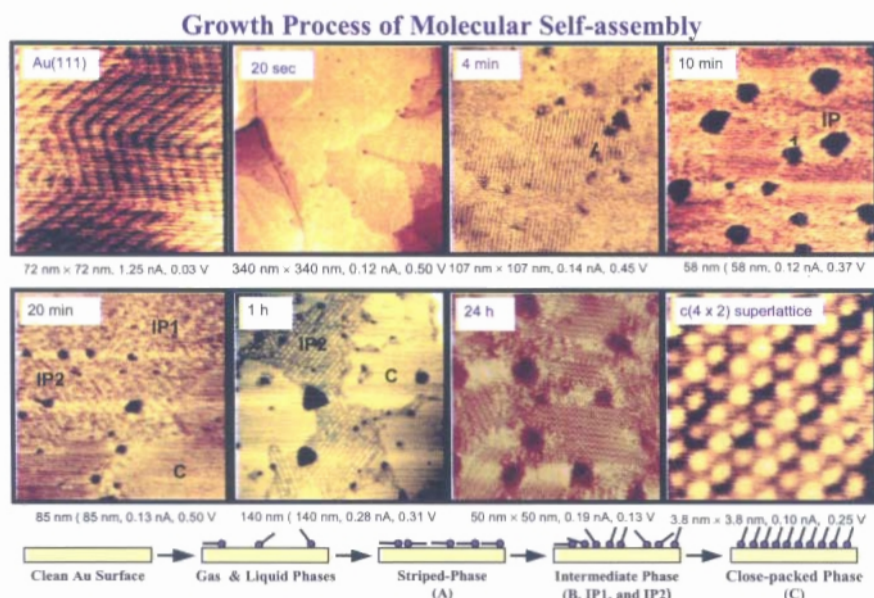 Growth Process of Molecular Self-assembly
Au(111)
20 sec
4 min
10 min
A
IP
1
72 nm × 72 nm, 1.25 nA, 0.03 V
340 nm × 340 nm, 0.12 nA, 0.50 V
107 nm × 107 nm, 0.14 nA, 0.45 V
58 nm ( 58 nm, 0.12 nA, 0.37 V
20 min
IP1
IP2
C
1 h
IP2
C
24 h
c(4 x 2) superlattice
85 nm ( 85 nm, 0.13 nA, 0.50 V
140 nm ( 140 nm, 0.28 nA, 0.31 V
50 nm × 50 nm, 0.19 nA, 0.13 V
3.8 nm × 3.8 nm, 0.10 nA, 0.25 V
Clean Au Surface
Gas & Liquid Phases
Striped-Phase
(A)
Intermediate Phase
(B, IP1, and IP2)
Close-packed Phase
(C)